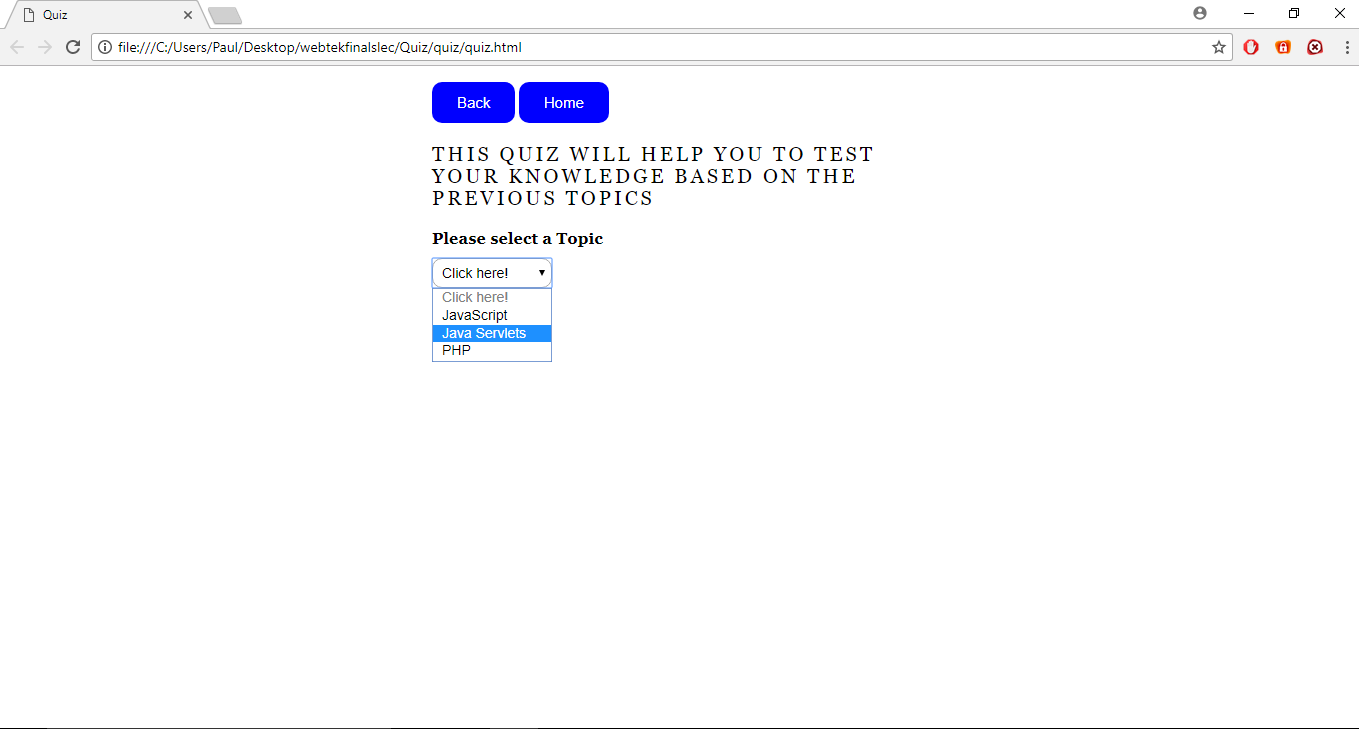 Quiz
file:///C:/Users/Paul/Desktop/webtekfinalslec/Quiz/quiz/quiz.html
Back Home
THIS QUIZ WILL HELP YOU TO TEST
YOUR KNOWLEDGE BASED ON THE
PREVIOUS TOPICS
Please select a Topic
Click here!
Click here!
JavaScript
Java Servlets
PHP